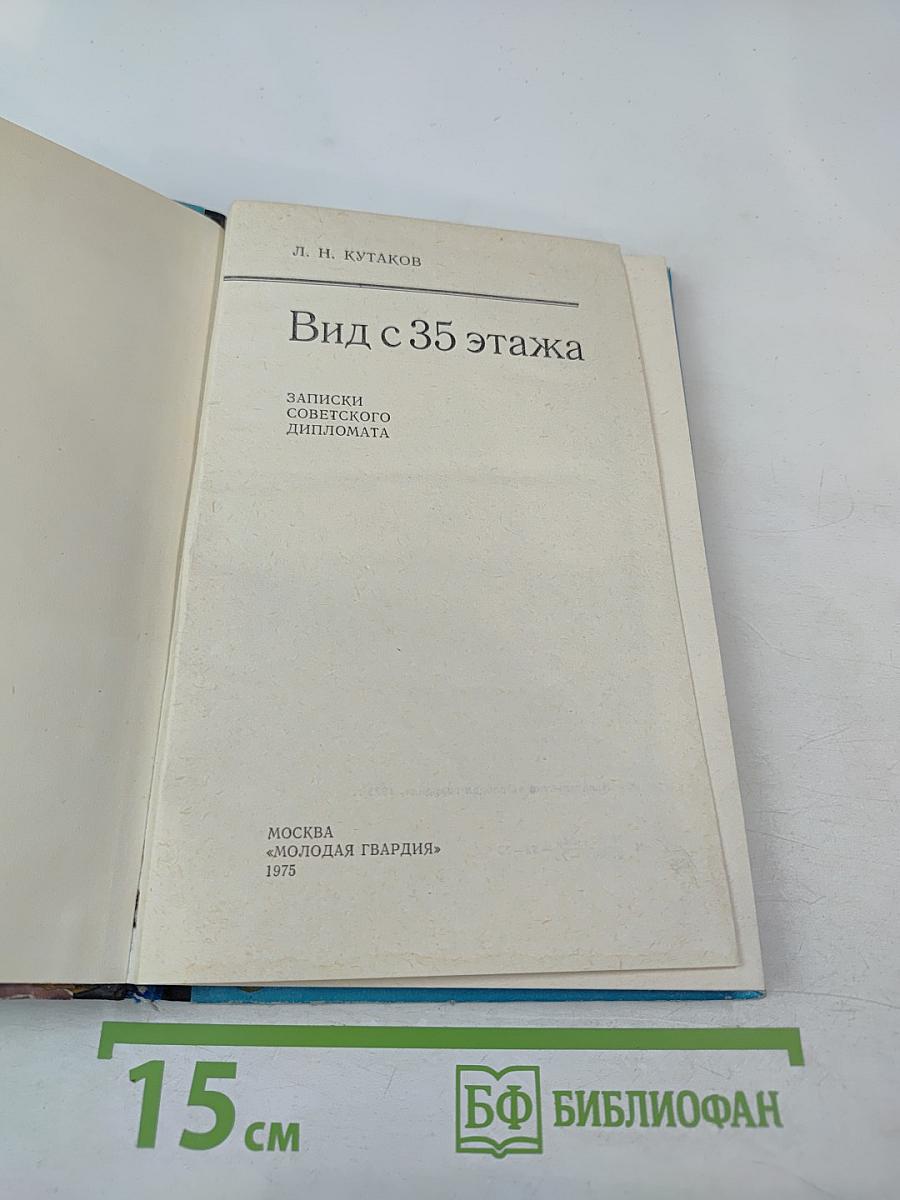 Л. Н. КУТАКОВ
Вид с 35 этажа
ЗАПИСКИ
СОВЕТСКОГО
ДИПЛОМАТА
МОСКВА
«МОЛОДАЯ ГВАРДИЯ»
1975
15 см
БФ БИБЛИОФАН